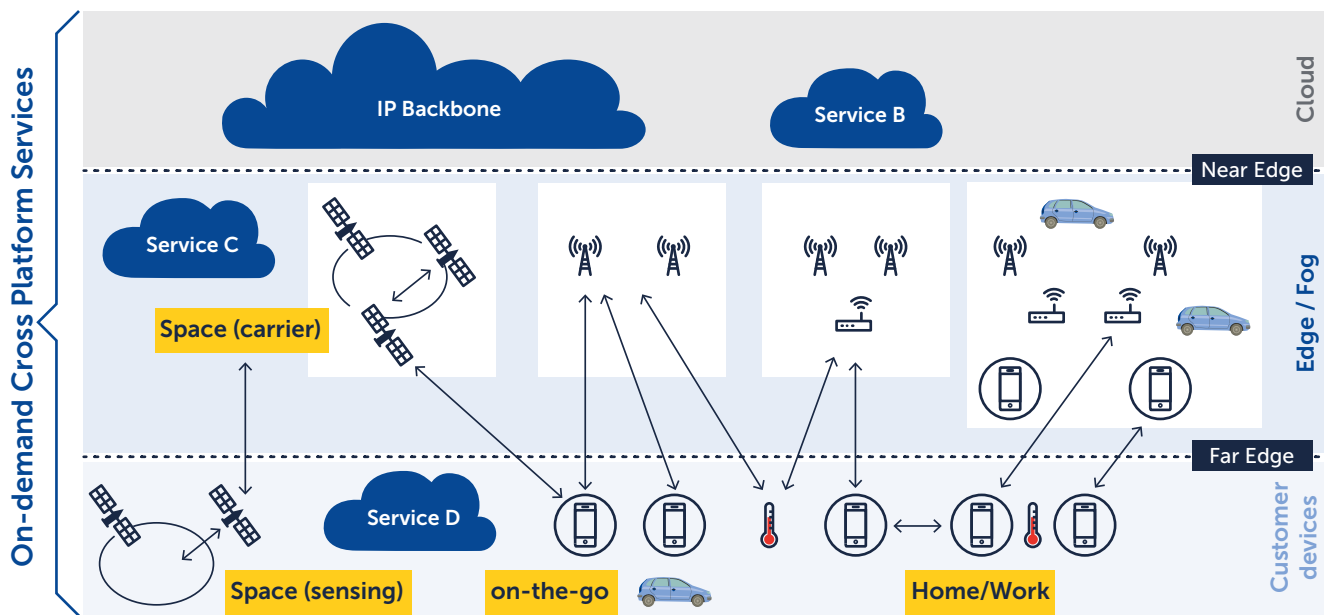 On-demand Cross Platform Services
IP Backbone
Service B
Cloud
Near Edge
Service C
Space (carrier)
Edge / Fog
Far Edge
Service D
Space (sensing)
on-the-go
Home/Work
Customer
devices